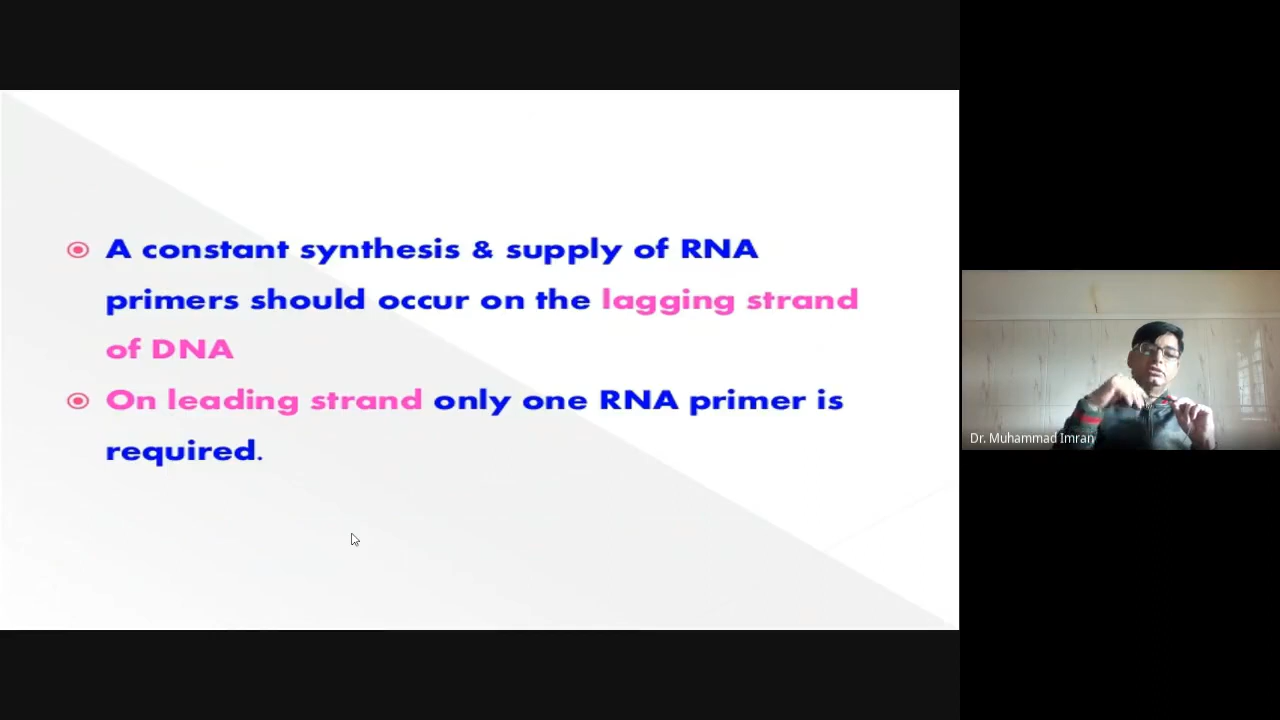 A constant synthesis & supply of RNA
primers should occur on the lagging strand
of DNA
On leading strand only one RNA primer is
required.
Dr. Muhammad Imran